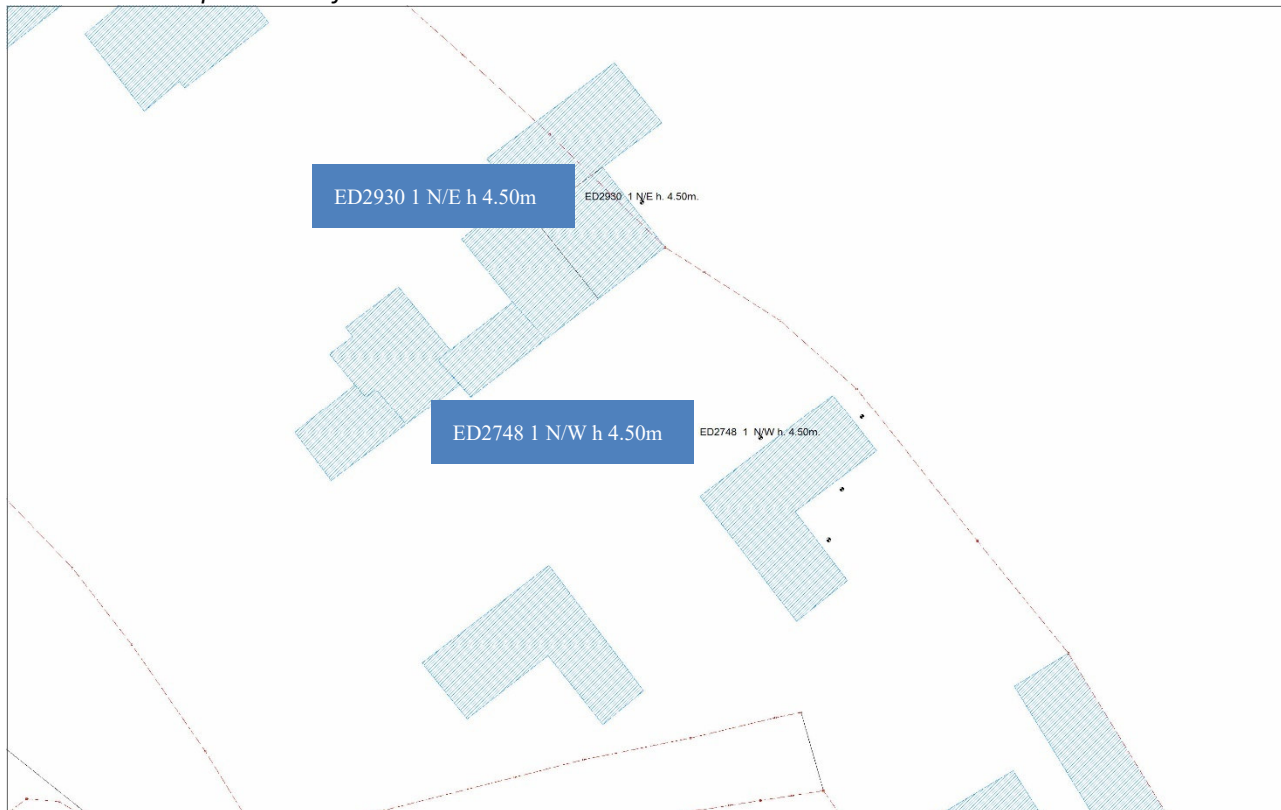 ED2930 1 N/E h 4.50m
ED2930 1 N/E h. 4.50m.
ED2748 1 N/W h 4.50m
ED2748 1 N/W h. 4.50m.